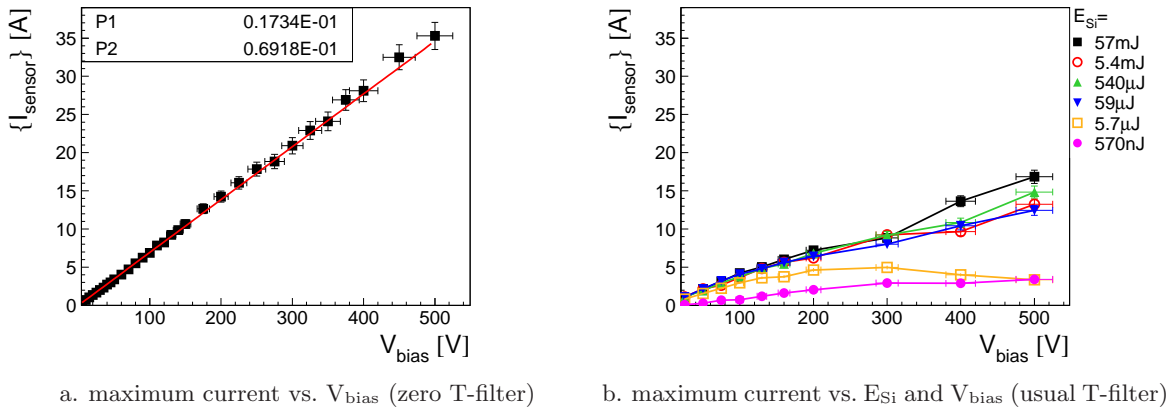 {I_sensor} [A]
P1 0.1734E-01
P2 0.6918E-01
35
30
25
20
15
10
5
0
100 200 300 400 500
V_bias [V]
a. maximum current vs. V_bias (zero T-filter)
{I_sensor} [A]
35
30
25
20
15
10
5
0
100 200 300 400 500
V_bias [V]
E_Si=
57mJ
5.4mJ
540μJ
59μJ
5.7μJ
570nJ
b. maximum current vs. E_Si and V_bias (usual T-filter)